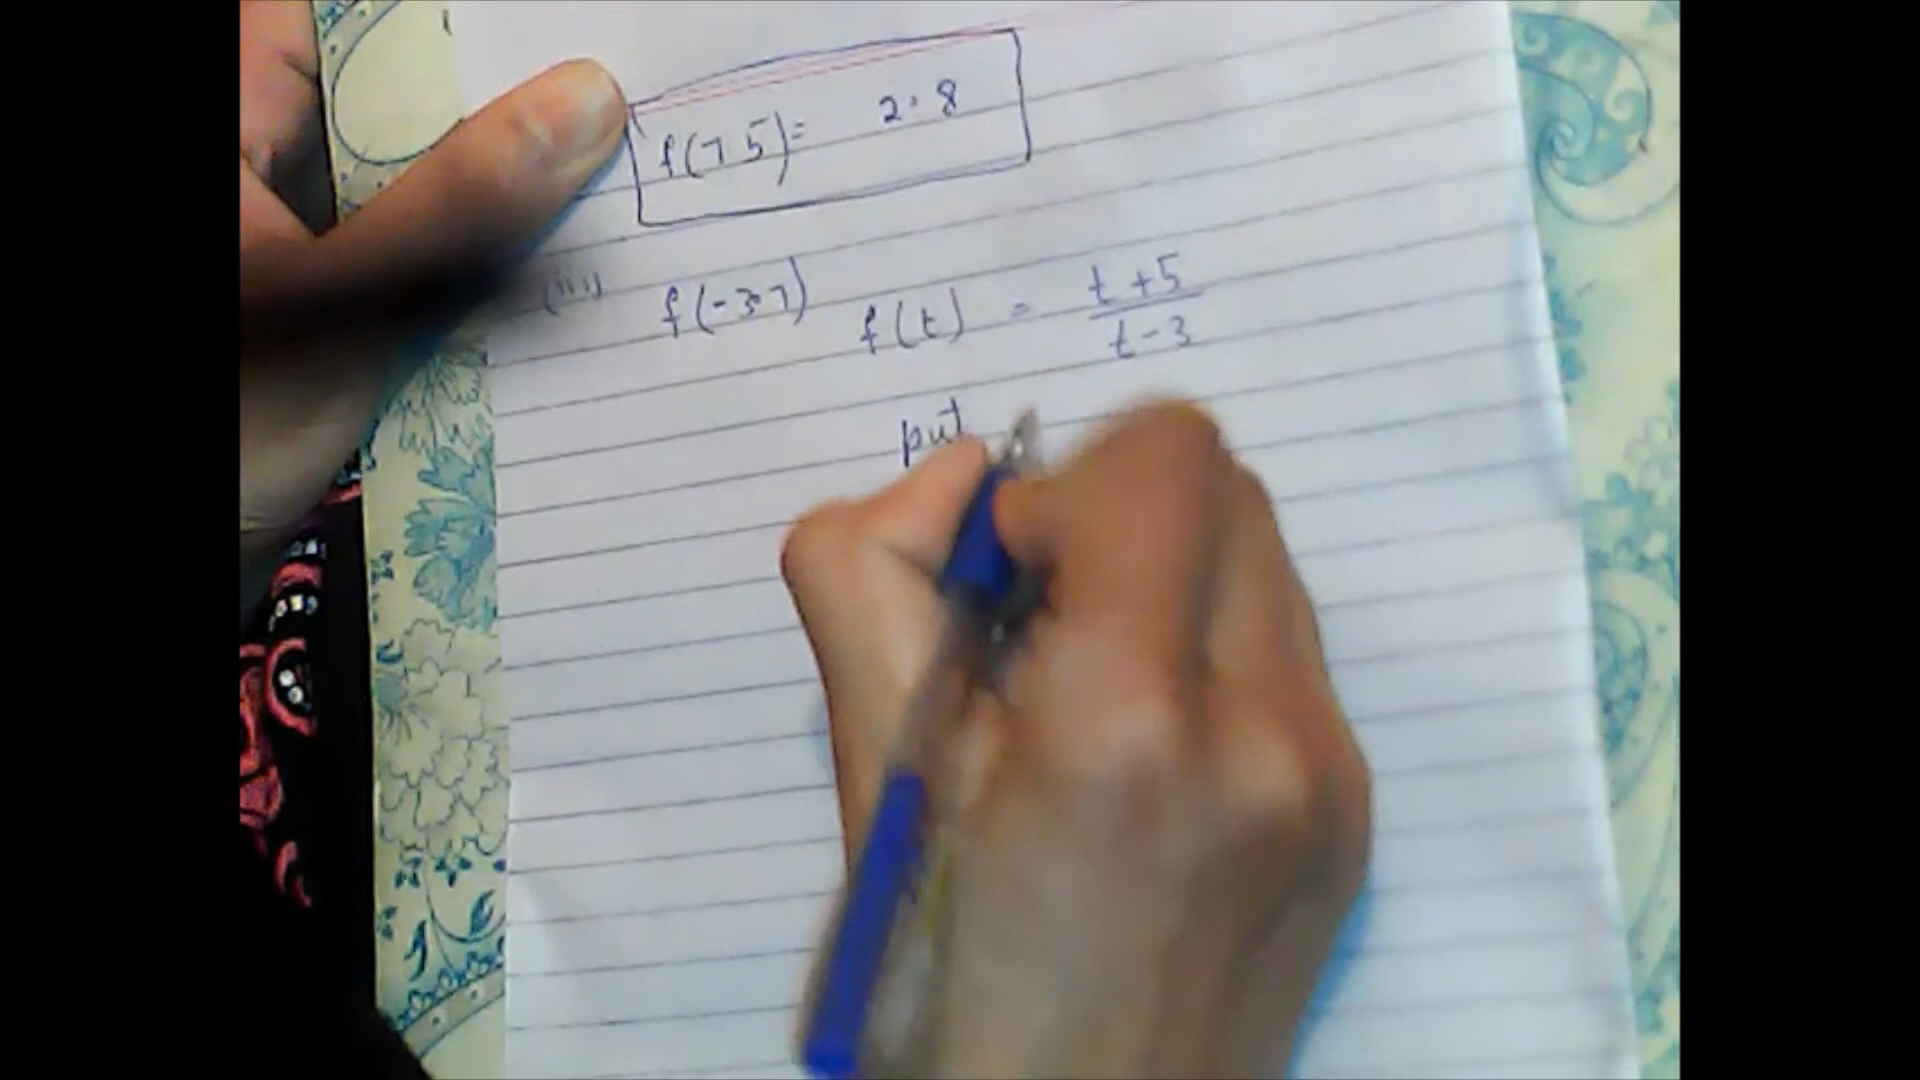 f(7.5) = 2.8
(iii) f(-3.7) f(t) = t+5 / t-3
put